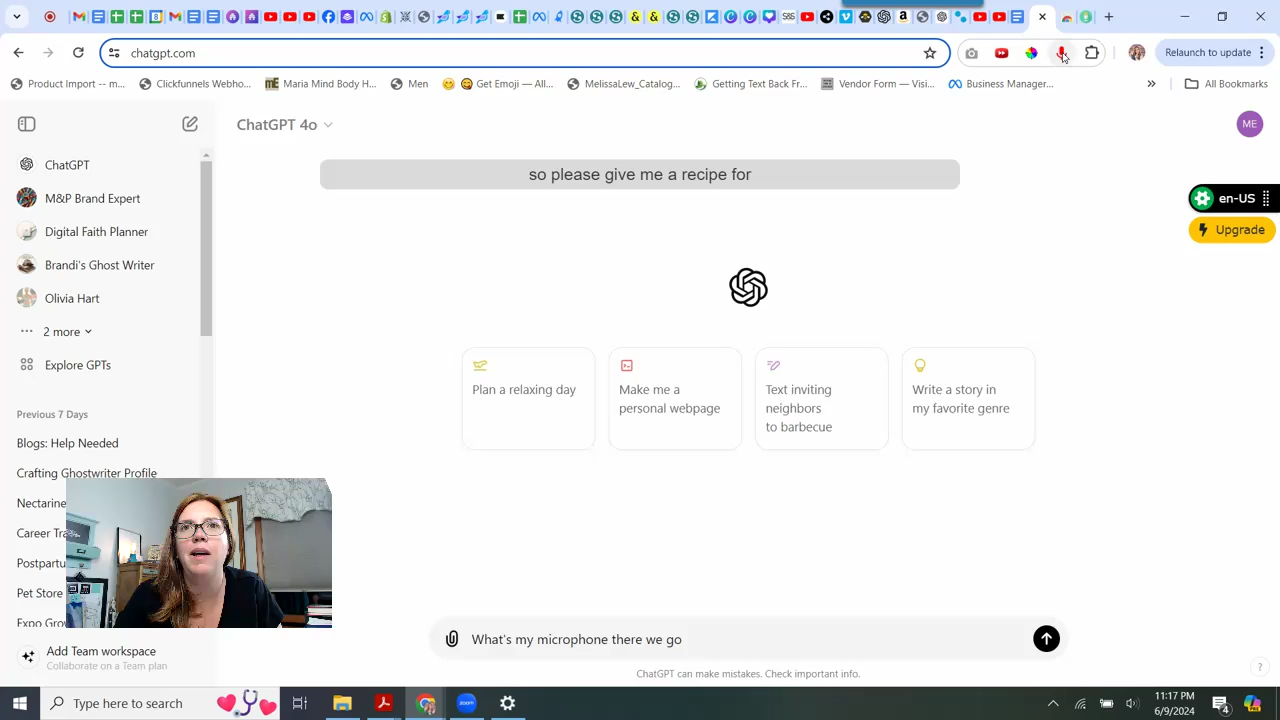 chatgpt.com
Relaunch to update
Product Import -- m...
Clickfunnels Webho...
Maria Mind Body H...
Men
Get Emoji — All...
MelissaLew_Catalog...
Getting Text Back Fr...
Vendor Form — Visi...
Business Manager...
All Bookmarks
ChatGPT 4o
ME
ChatGPT
so please give me a recipe for
M&P Brand Expert
en-US
Digital Faith Planner
Upgrade
Brandi's Ghost Writer
Olivia Hart
2 more
Explore GPTs
Plan a relaxing day
Make me a
personal webpage
Text inviting
neighbors
to barbecue
Write a story in
my favorite genre
Previous 7 Days
Blogs: Help Needed
Crafting Ghostwriter Profile
Nectarine
Career Tra
Postpartu
Pet Store
Expo Grou
What's my microphone there we go
Add Team workspace
Collaborate on a Team plan
ChatGPT can make mistakes. Check important info.
?
Type here to search
zoom
11:17 PM
6/9/2024
4